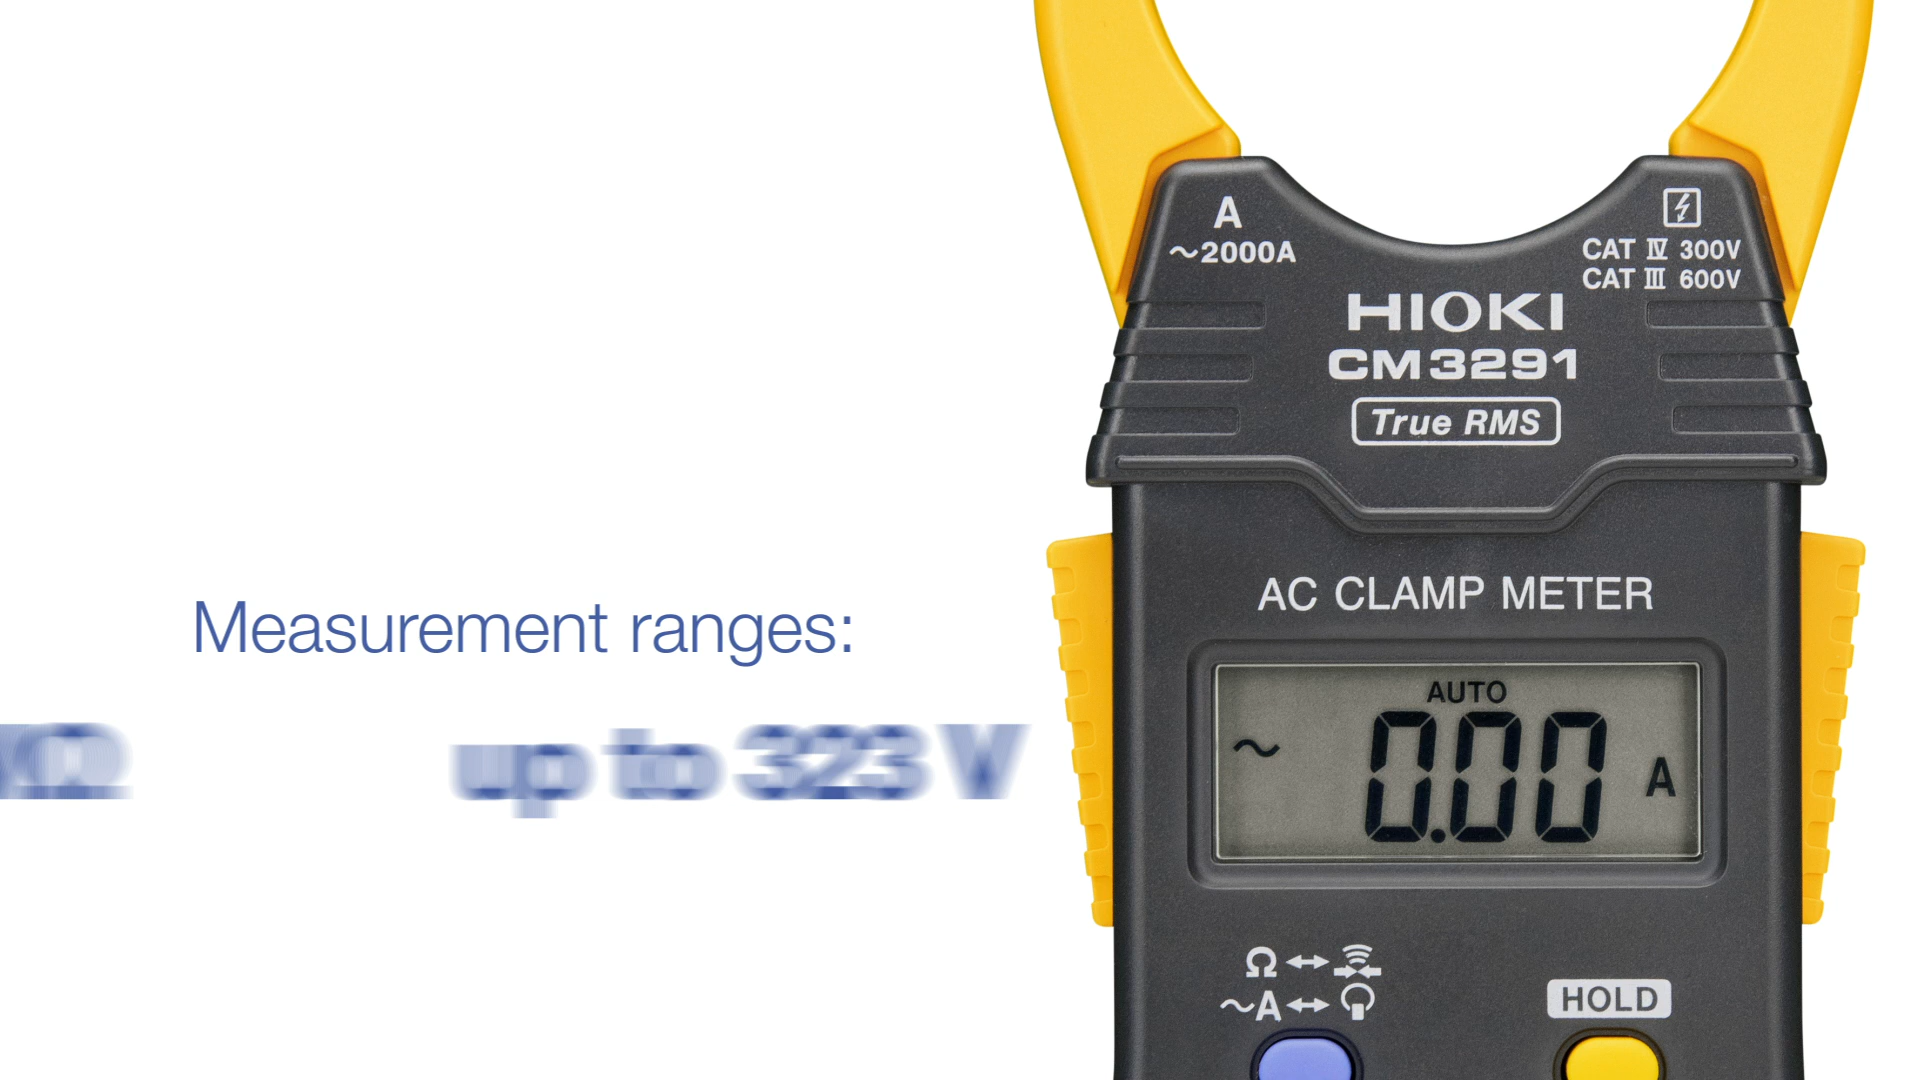 Measurement ranges:
Ω up to 323 V
A
~2000A
CAT Ⅳ 300V
CAT Ⅲ 600V
HIOKI
CM3291
True RMS
AC CLAMP METER
AUTO
~ 0.00 A
Ω ↔
~A ↔
HOLD